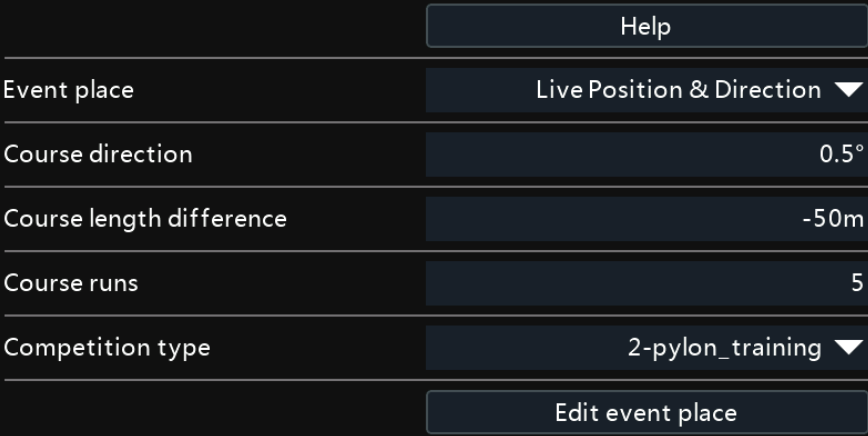 Help
Event place Live Position & Direction
Course direction 0.5°
Course length difference -50m
Course runs 5
Competition type 2-pylon_training
Edit event place